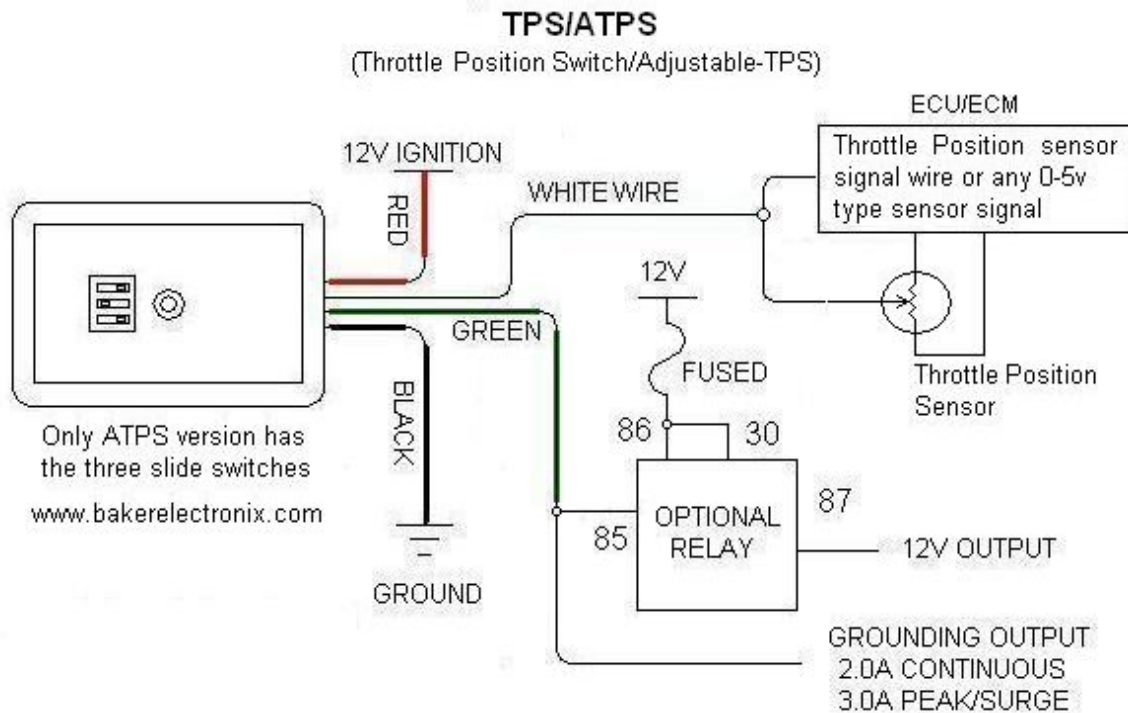 TPS/ATPS
(Throttle Position Switch/Adjustable-TPS)
ECU/ECM
Throttle Position sensor
signal wire or any 0-5v
type sensor signal
12V IGNITION
RED
WHITE WIRE
12V
GREEN
FUSED
BLACK
Throttle Position
Sensor
Only ATPS version has
the three slide switches
www.bakerelectronix.com
86
30
87
85
OPTIONAL
RELAY
12V OUTPUT
GROUND
GROUNDING OUTPUT
2.0A CONTINUOUS
3.0A PEAK/SURGE